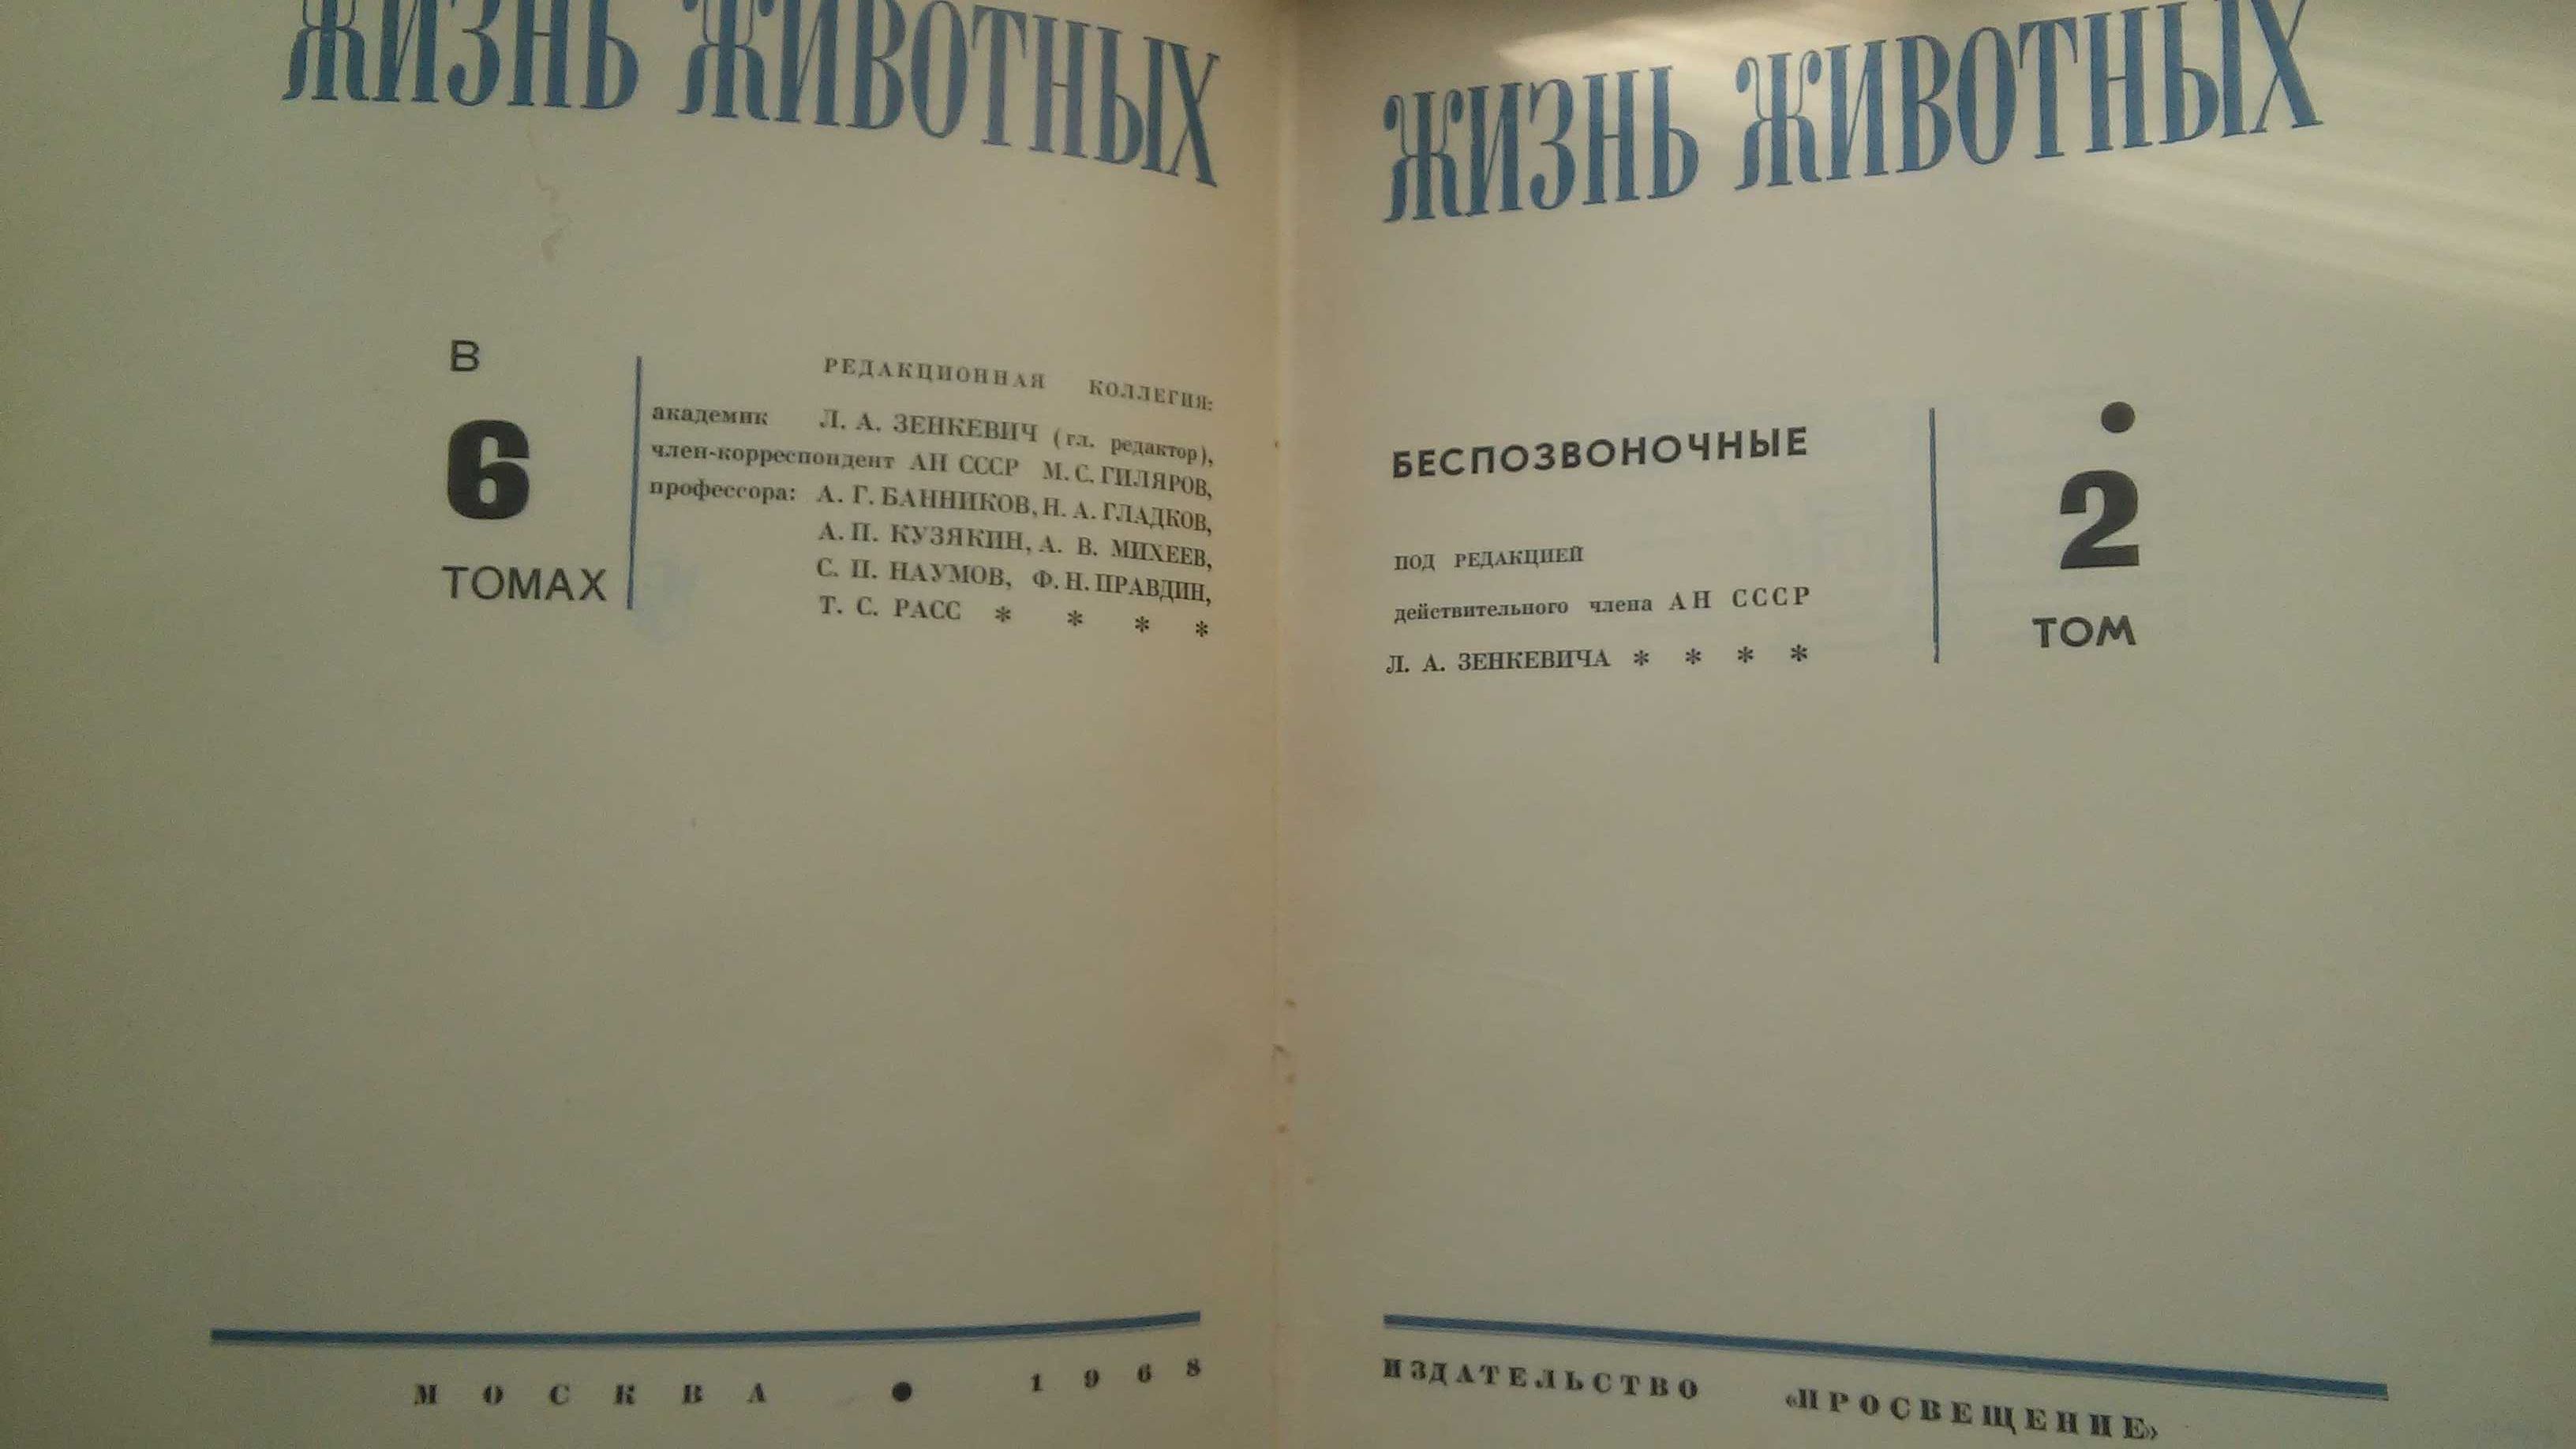 ЖИЗНЬ ЖИВОТНЫХ
В
6
ТОМАХ
РЕДАКЦИОННАЯ КОЛЛЕГИЯ:
академик Л. А. ЗЕНКЕВИЧ (гл. редактор),
член-корреспондент АН СССР М. С. ГИЛЯРОВ,
профессора: А. Г. БАННИКОВ, Н. А. ГЛАДКОВ,
А. П. КУЗЯКИН, А. В. МИХЕЕВ,
С. П. НАУМОВ, Ф. Н. ПРАВДИН,
Т. С. РАСС * * * *
МОСКВА ● 1968
ЖИЗНЬ ЖИВОТНЫХ
БЕСПОЗВОНОЧНЫЕ
ПОД РЕДАКЦИЕЙ
действительного члена АН СССР
Л. А. ЗЕНКЕВИЧА * * * *
●
2
ТОМ
ИЗДАТЕЛЬСТВО «ПРОСВЕЩЕНИЕ»